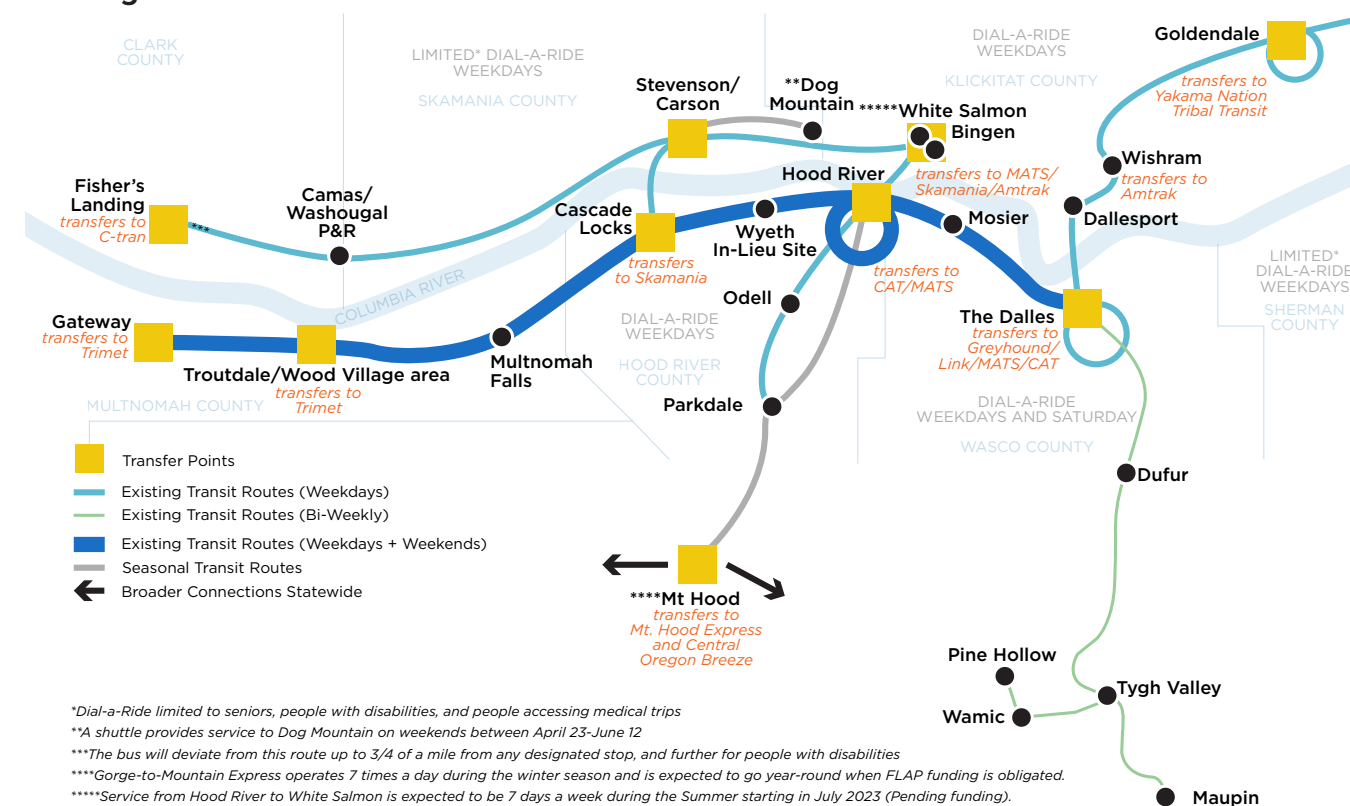 CLARK
COUNTY
LIMITED* DIAL-A-RIDE
WEEKDAYS
SKAMANIA COUNTY
DIAL-A-RIDE
WEEKDAYS
KLICKITAT COUNTY
Goldendale
transfers to
Yakama Nation
Tribal Transit
Stevenson/
Carson
**Dog
Mountain
*****White Salmon
Bingen
transfers to MATS/
Skamania/Amtrak
Wishram
transfers to
Amtrak
Dallesport
Fisher's
Landing
transfers to
C-tran
***
Camas/
Washougal
P&R
Cascade
Locks
transfers
to Skamania
Wyeth
In-Lieu Site
Hood River
transfers to
CAT/MATS
Mosier
LIMITED*
DIAL-A-RIDE
WEEKDAYS
SHERMAN
COUNTY
COLUMBIA RIVER
Gateway
transfers to
Trimet
Troutdale/Wood Village area
transfers to
Trimet
Multnomah
Falls
MULTNOMAH COUNTY
Odell
DIAL-A-RIDE
WEEKDAYS
HOOD RIVER
COUNTY
Parkdale
The Dalles
transfers to
Greyhound/
Link/MATS/CAT
DIAL-A-RIDE
WEEKDAYS AND SATURDAY
WASCO COUNTY
Dufur
Transfer Points
Existing Transit Routes (Weekdays)
Existing Transit Routes (Bi-Weekly)
Existing Transit Routes (Weekdays + Weekends)
Seasonal Transit Routes
Broader Connections Statewide
****Mt Hood
transfers to
Mt. Hood Express
and Central
Oregon Breeze
Pine Hollow
Wamic
Tygh Valley
Maupin
*Dial-a-Ride limited to seniors, people with disabilities, and people accessing medical trips
**A shuttle provides service to Dog Mountain on weekends between April 23-June 12
***The bus will deviate from this route up to 3/4 of a mile from any designated stop, and further for people with disabilities
****Gorge-to-Mountain Express operates 7 times a day during the winter season and is expected to go year-round when FLAP funding is obligated.
*****Service from Hood River to White Salmon is expected to be 7 days a week during the Summer starting in July 2023 (Pending funding).